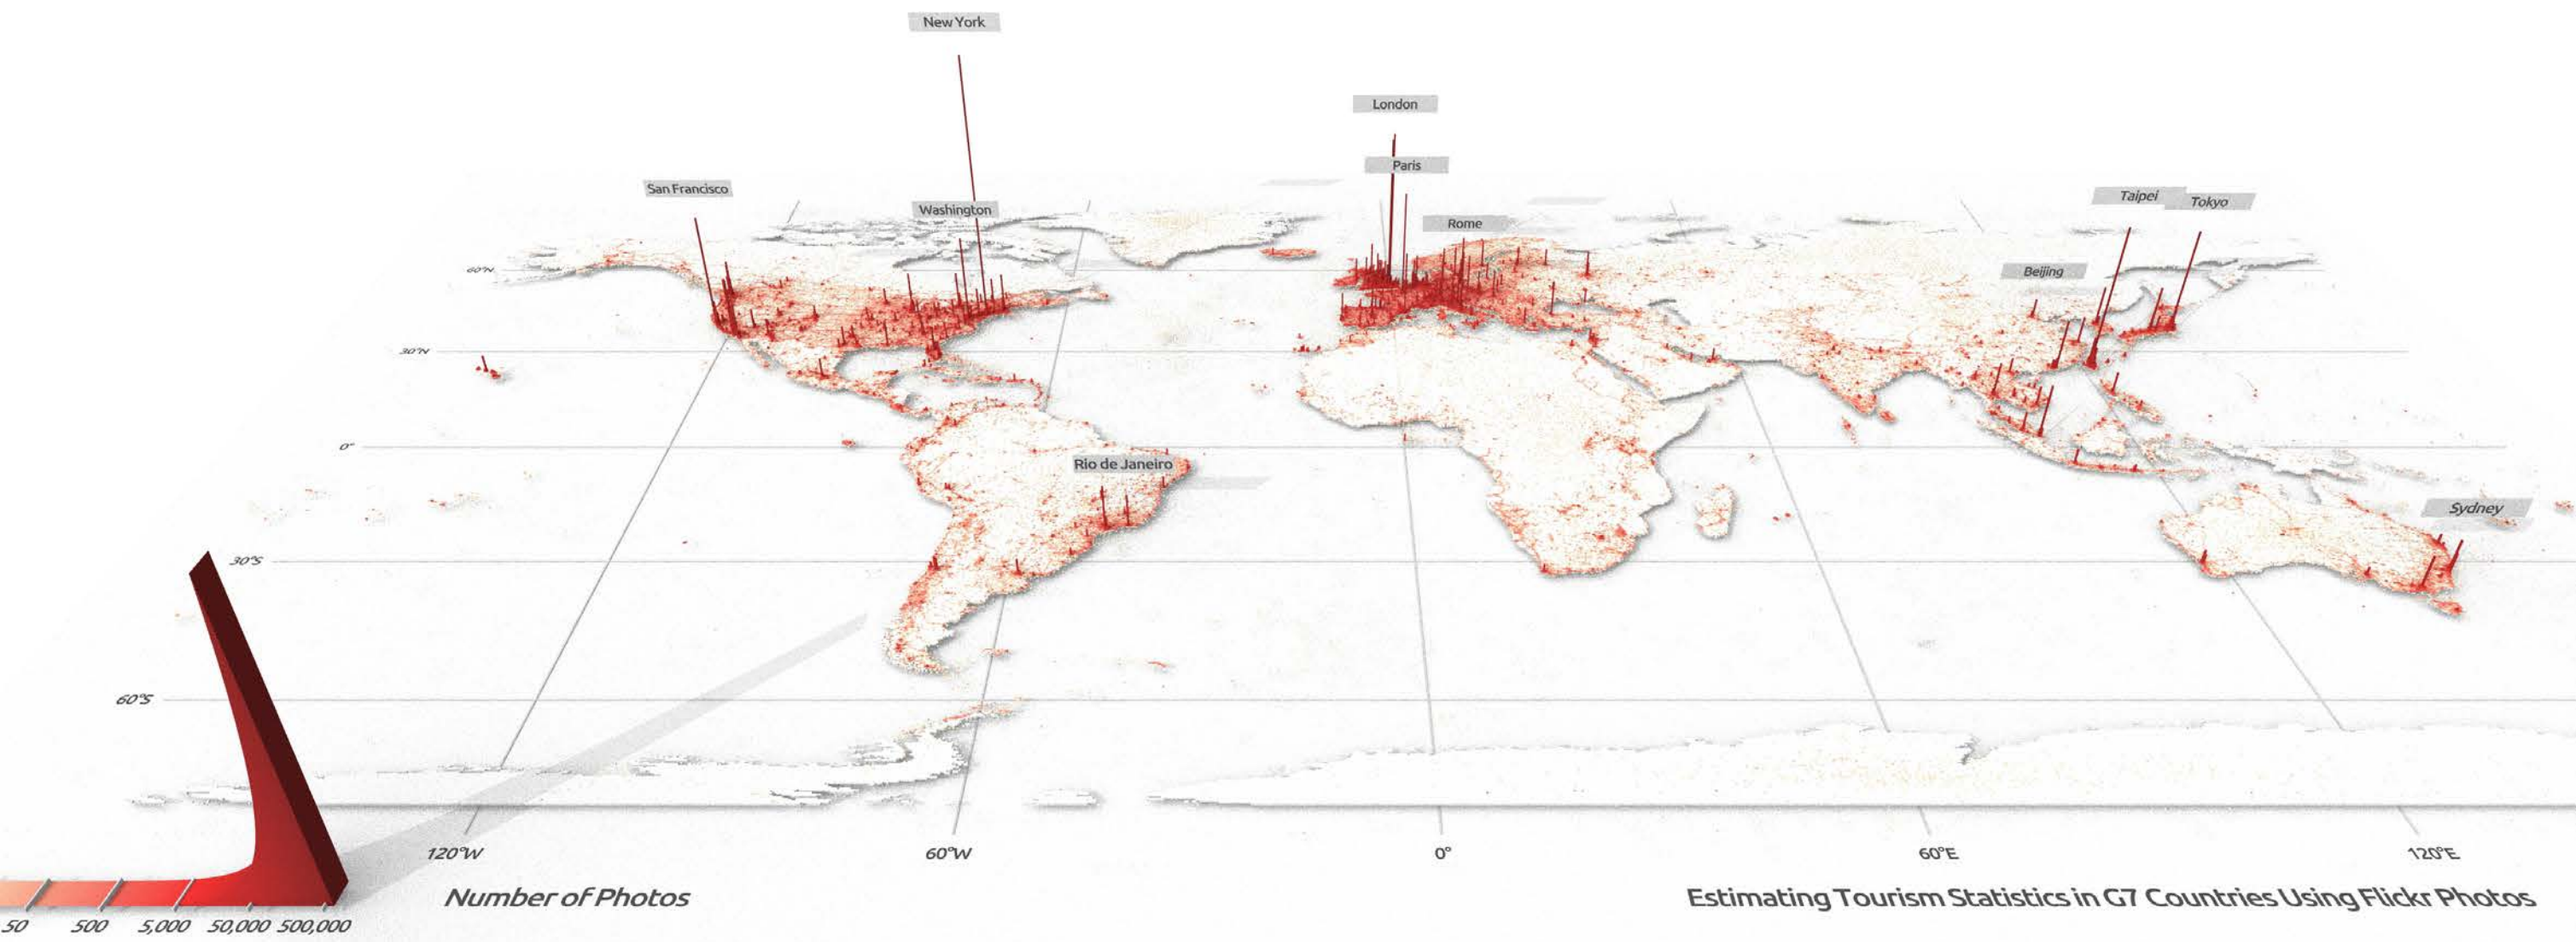 New York
London
Paris
San Francisco
Washington
Taipei
Tokyo
Rome
Beijing
60°N
30°N
0°
Rio de Janeiro
Sydney
30°S
60°S
120°W
60°W
0°
60°E
120°E
Number of Photos
Estimating Tourism Statistics in G7 Countries Using Flickr Photos
50 500 5,000 50,000 500,000